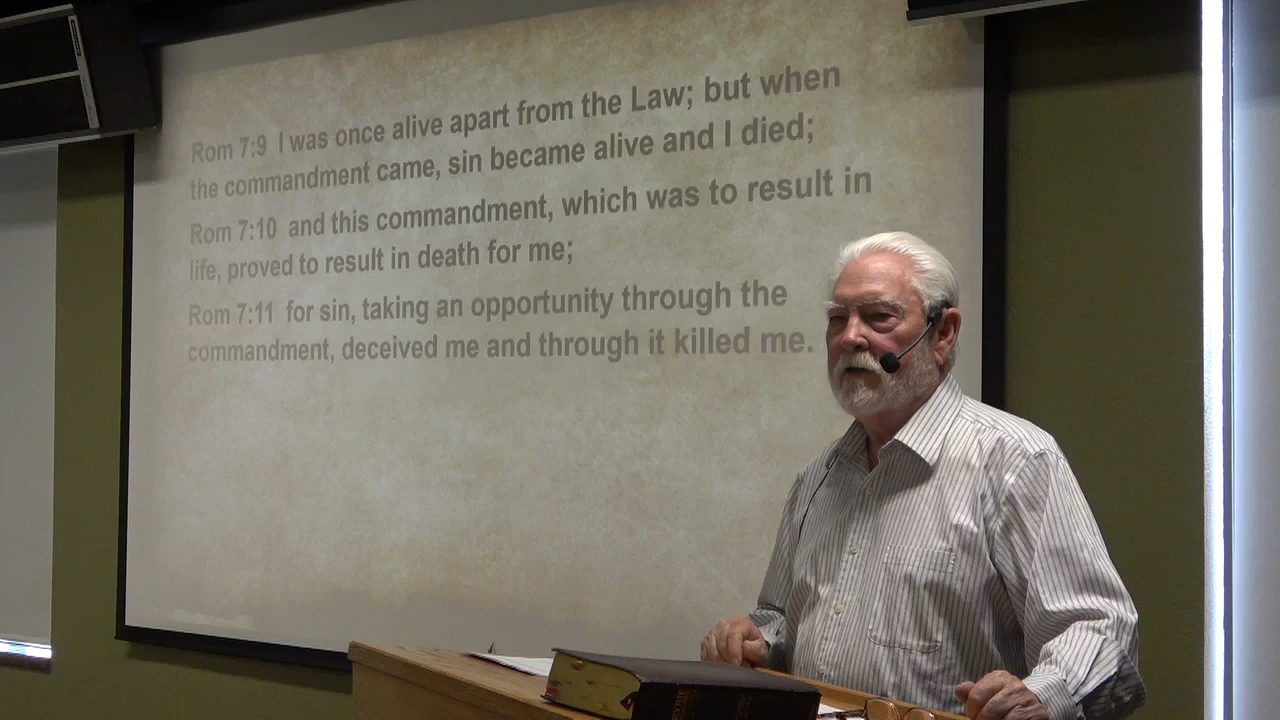 Rom 7:9 I was once alive apart from the Law; but when
the commandment came, sin became alive and I died;
Rom 7:10 and this commandment, which was to result in
life, proved to result in death for me;
Rom 7:11 for sin, taking an opportunity through the
commandment, deceived me and through it killed me.